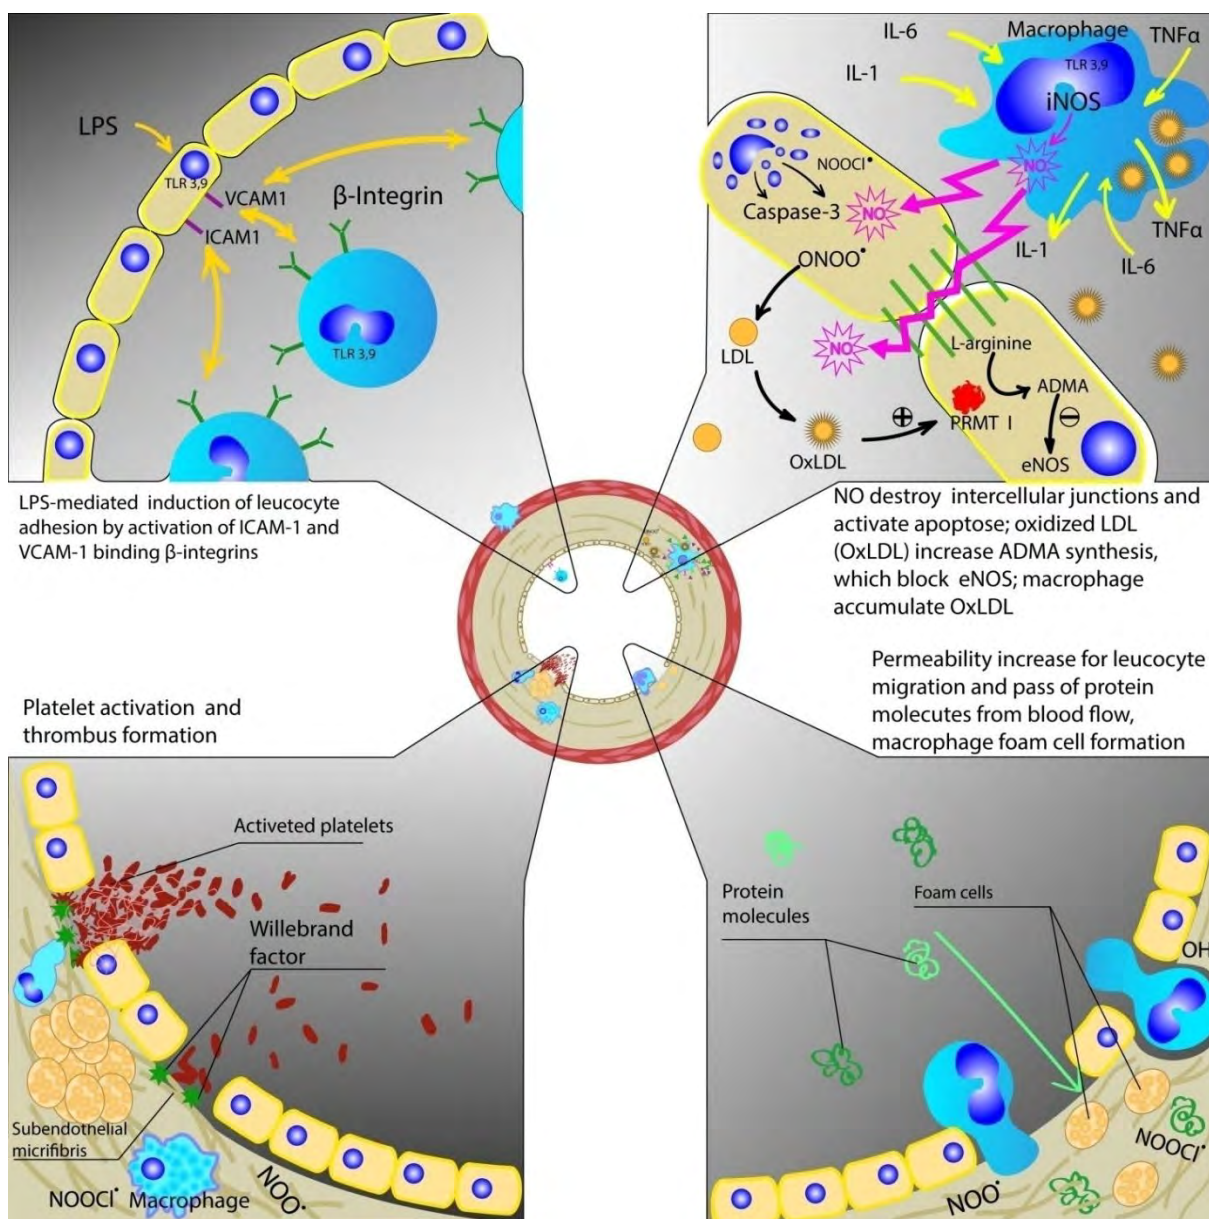 LPS
TLR 3,9
VCAM1
ICAM1
β-Integrin
TLR 3,9
LPS-mediated induction of leucocyte
adhesion by activation of ICAM-1 and
VCAM-1 binding β-integrins
IL-6
Macrophage
TNFα
IL-1
TLR 3,9
iNOS
NO
NOOCl•
Caspase-3
NO
ONOO•
IL-1
IL-6
TNFα
LDL
NO
L-arginine
ADMA
PRMT I
OxLDL
eNOS
NO destroy intercellular junctions and
activate apoptose; oxidized LDL
(OxLDL) increase ADMA synthesis,
which block eNOS; macrophage
accumulate OxLDL
Platelet activation and
thrombus formation
Activeted platelets
Willebrand
factor
Subendothelial
micrifibris
NOOCl• Macrophage
NOO•
Permeability increase for leucocyte
migration and pass of protein
molecutes from blood flow,
macrophage foam cell formation
Protein
molecules
Foam cells
OH
NOOCl•
NOO•